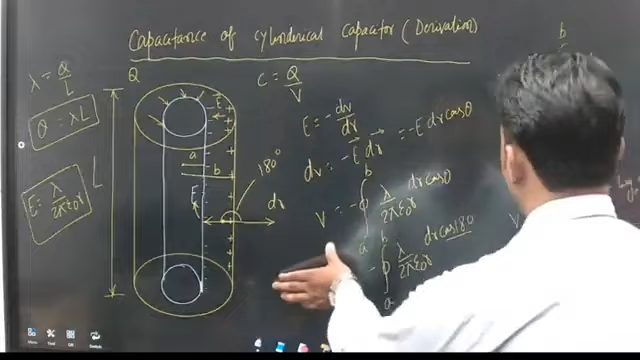 Capacitance of cylenderical capacitor (Derivation)
λ = Q/L
Q
C = Q/V
b
Q = λL
E
E = -dv/dr
dv = -E⃗ dr⃗ = -E dr cosθ
a
b
180°
E = λ/2πε₀r
L
E
dr
V = -∮ₐᵇ λ/2πε₀r dr cosθ
-∮ₐᵇ λ/2πε₀r dr cos180°
V